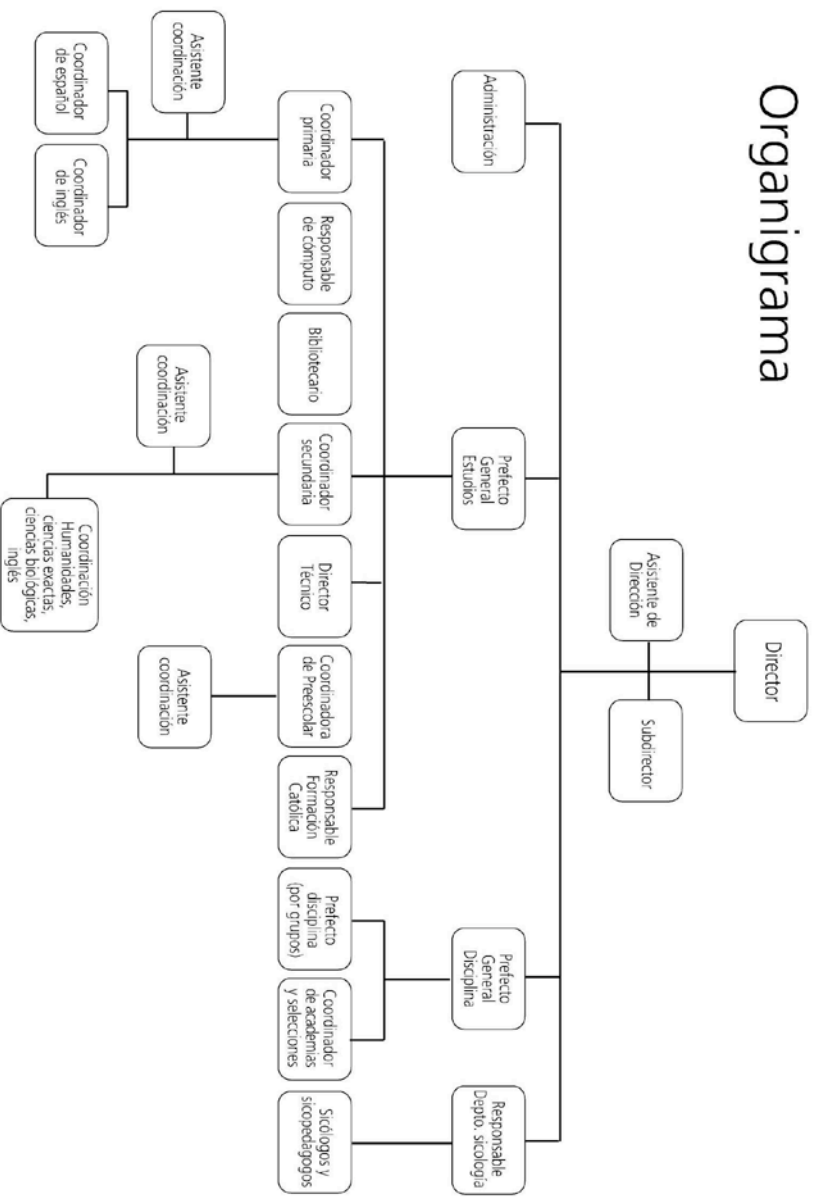 Organigrama
Director
Asistente de
Dirección
Subdirector
Administración
Prefecto
General
Estudios
Prefecto
General
Disciplina
Responsable
Depto. sicología
Coordinador
primaria
Responsable
de cómputo
Bibliotecario
Coordinador
secundaria
Director
Técnico
Coordinadora
de Preescolar
Responsable
Formación
Católica
Prefecto
disciplina
(por grupos)
Coordinador
de academias
y selecciones
Sicólogos y
sicopedagogos
Asistente
coordinación
Asistente
coordinación
Asistente
coordinación
Coordinador
de español
Coordinador
de inglés
Coordinación
Humanidades,
ciencias exactas,
ciencias biológicas,
inglés